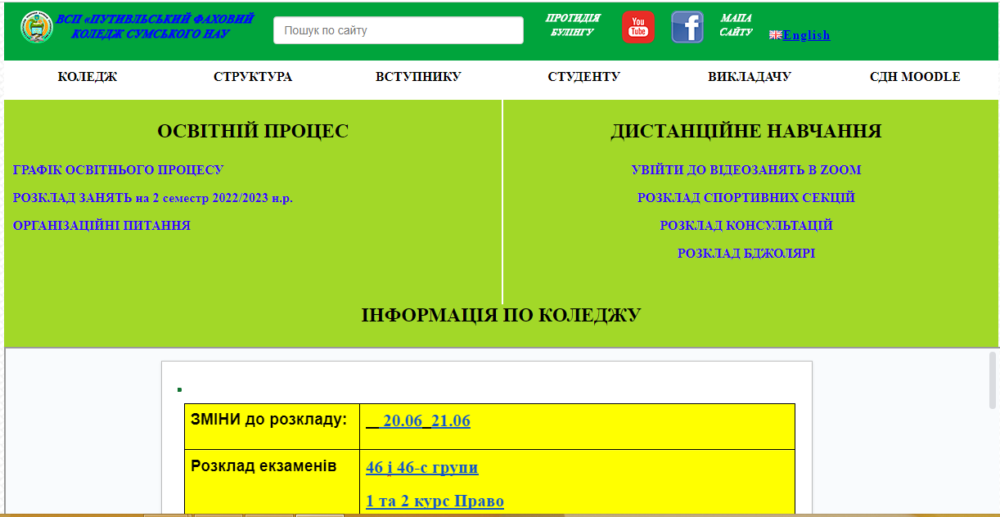 ВСП «ПУТИВЛЬСЬКИЙ ФАХОВИЙ
КОЛЕДЖ СУМСЬКОГО НАУ
Пошук по сайту
ПРОТИДІЯ
БУЛІНГУ
You
Tube
f
МАПА
САЙТУ
English
КОЛЕДЖ СТРУКТУРА ВСТУПНИКУ СТУДЕНТУ ВИКЛАДАЧУ СДН MOODLE
ОСВІТНІЙ ПРОЦЕС
ГРАФІК ОСВІТНЬОГО ПРОЦЕСУ
РОЗКЛАД ЗАНЯТЬ на 2 семестр 2022/2023 н.р.
ОРГАНІЗАЦІЙНІ ПИТАННЯ
ДИСТАНЦІЙНЕ НАВЧАННЯ
УВІЙТИ ДО ВІДЕОЗАНЯТЬ В ZOOM
РОЗКЛАД СПОРТИВНИХ СЕКЦІЙ
РОЗКЛАД КОНСУЛЬТАЦІЙ
РОЗКЛАД БДЖОЛЯРІ
ІНФОРМАЦІЯ ПО КОЛЕДЖУ
ЗМІНИ до розкладу: 20.06 21.06
Розклад екзаменів 46 і 46-с групи
1 та 2 курс Право